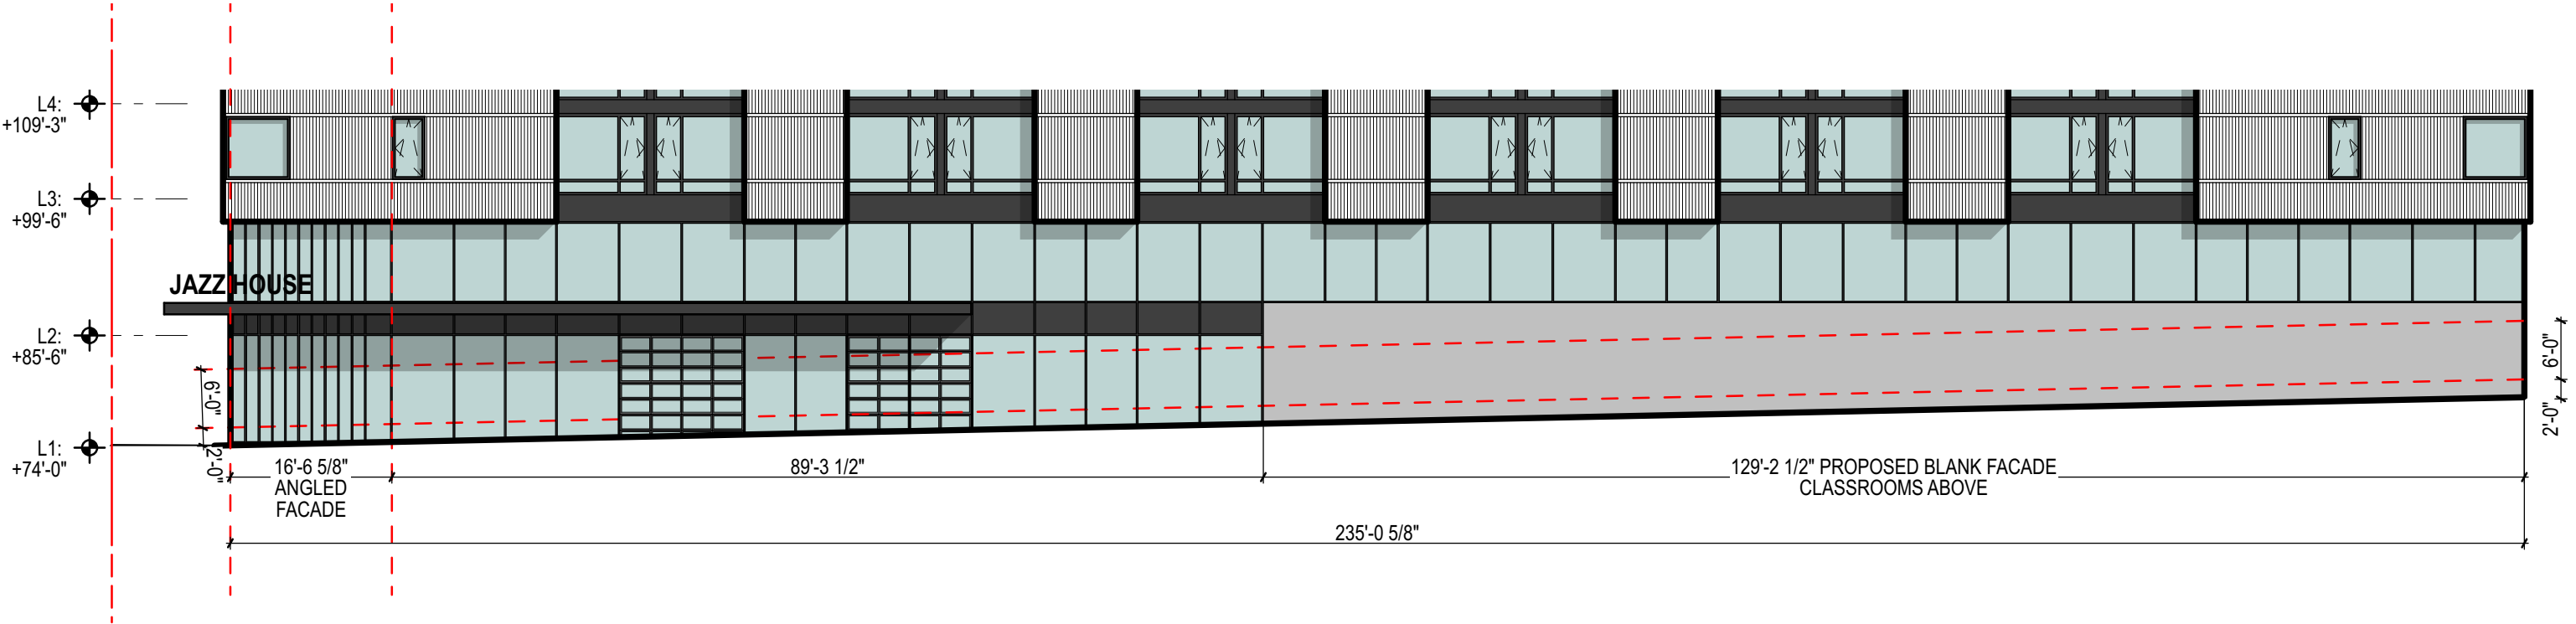 L4:
+109'-3"
L3:
+99'-6"
JAZZ HOUSE
L2:
+85'-6"
6'-0"
6'-0"
2'-0"
L1:
+74'-0"
2'-0"
16'-6 5/8"
ANGLED
FACADE
89'-3 1/2"
129'-2 1/2" PROPOSED BLANK FACADE
CLASSROOMS ABOVE
235'-0 5/8"